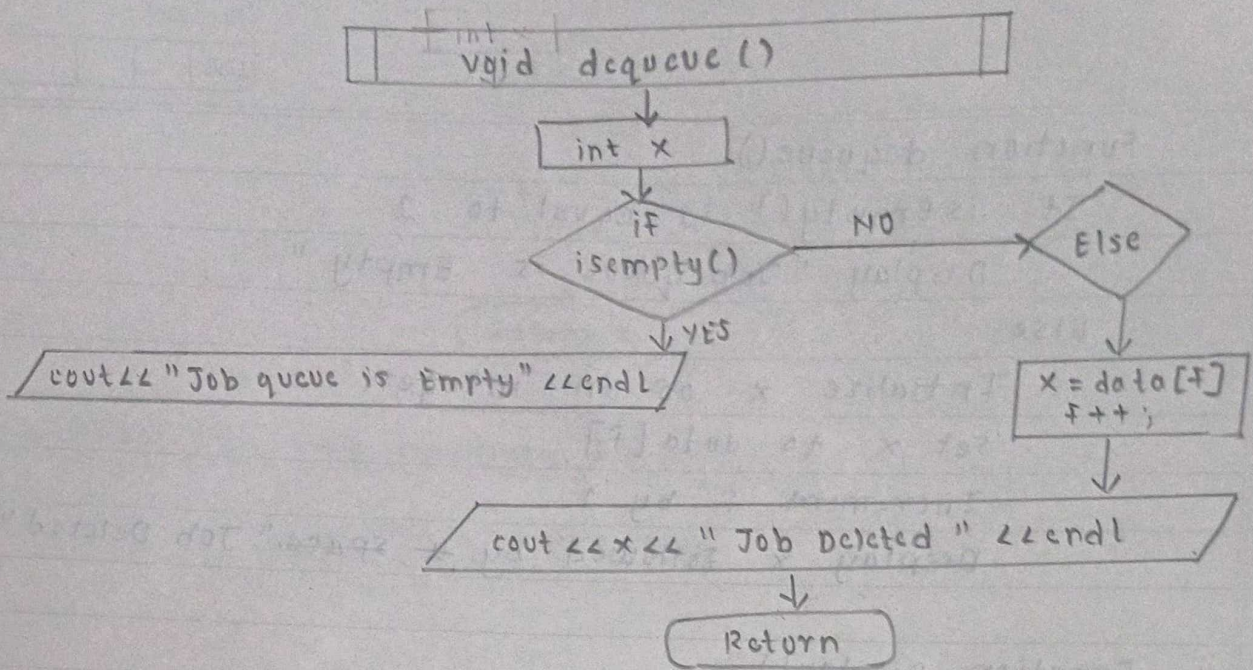 void dequeue ()
int x
if
isempty()
NO
Else
YES
cout<< "Job queue is Empty" <<endl
x = data[f]
f++;
cout <<x<< " Job Deleted " <<endl
Return